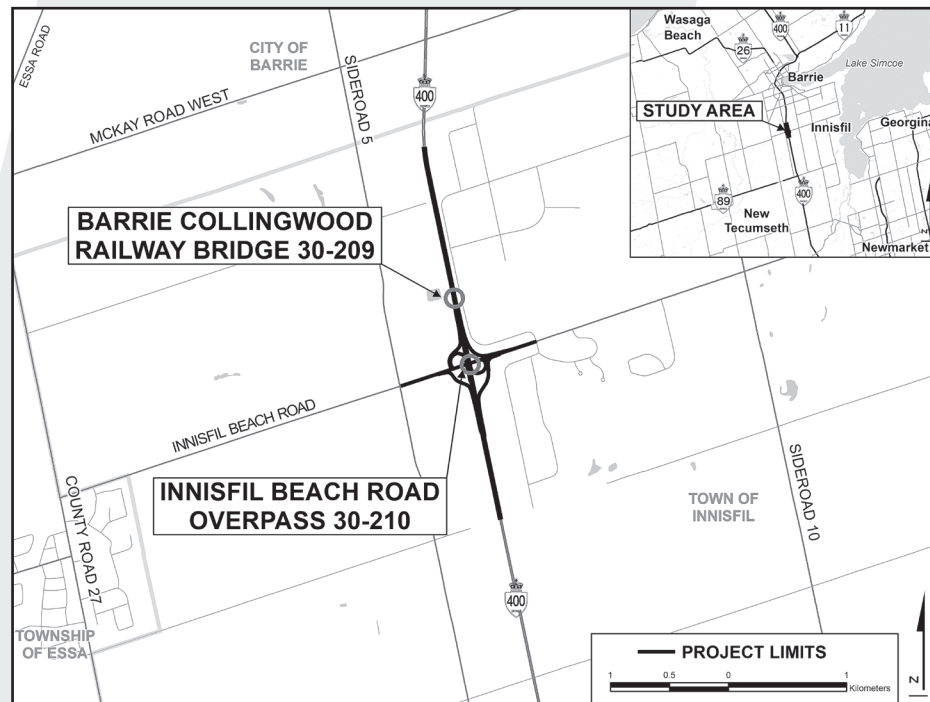 ESSA ROAD
CITY OF
BARRIE
MCKAY ROAD WEST
SIDEROAD 5
400
BARRIE COLLINGWOOD
RAILWAY BRIDGE 30-209
INNISFIL BEACH ROAD
INNISFIL BEACH ROAD
OVERPASS 30-210
COUNTY ROAD 27
TOWNSHIP
OF ESSA
TOWN OF
INNISFIL
SIDEROAD 10
400
Wasaga
Beach
400
11
26
Lake Simcoe
Barrie
STUDY AREA
Innisfil
Georgina
400
89
New
Tecumseth
Newmarket
N
PROJECT LIMITS
1 0.5 0 1
Kilometers
N